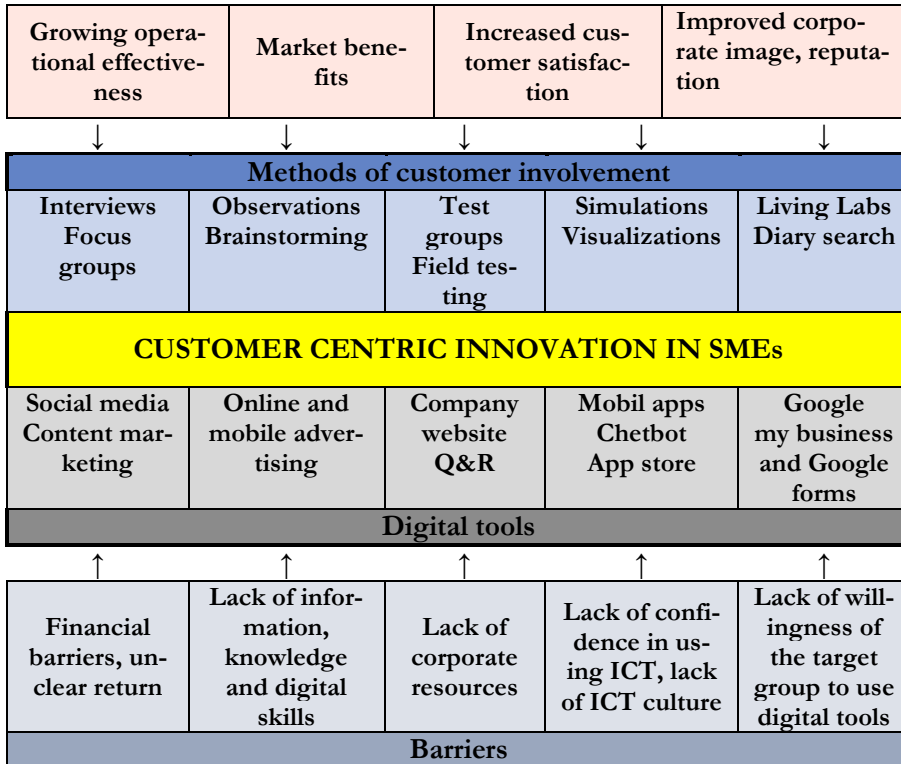 Growing opera-
tional effective-
ness
Market bene-
fits
Increased cus-
tomer satisfac-
tion
Improved corpo-
rate image, reputa-
tion
↓ ↓ ↓ ↓ ↓
Methods of customer involvement
Interviews
Focus
groups
Observations
Brainstorming
Test
groups
Field tes-
ting
Simulations
Visualizations
Living Labs
Diary search
CUSTOMER CENTRIC INNOVATION IN SMEs
Social media
Content mar-
keting
Online and
mobile adver-
tising
Company
website
Q&R
Mobil apps
Chetbot
App store
Google
my business
and Google
forms
Digital tools
↑ ↑ ↑ ↑ ↑
Financial
barriers, un-
clear return
Lack of infor-
mation,
knowledge
and digital
skills
Lack of
corporate
resources
Lack of confi-
dence in us-
ing ICT, lack
of ICT culture
Lack of will-
ingness of
the target
group to use
digital tools
Barriers